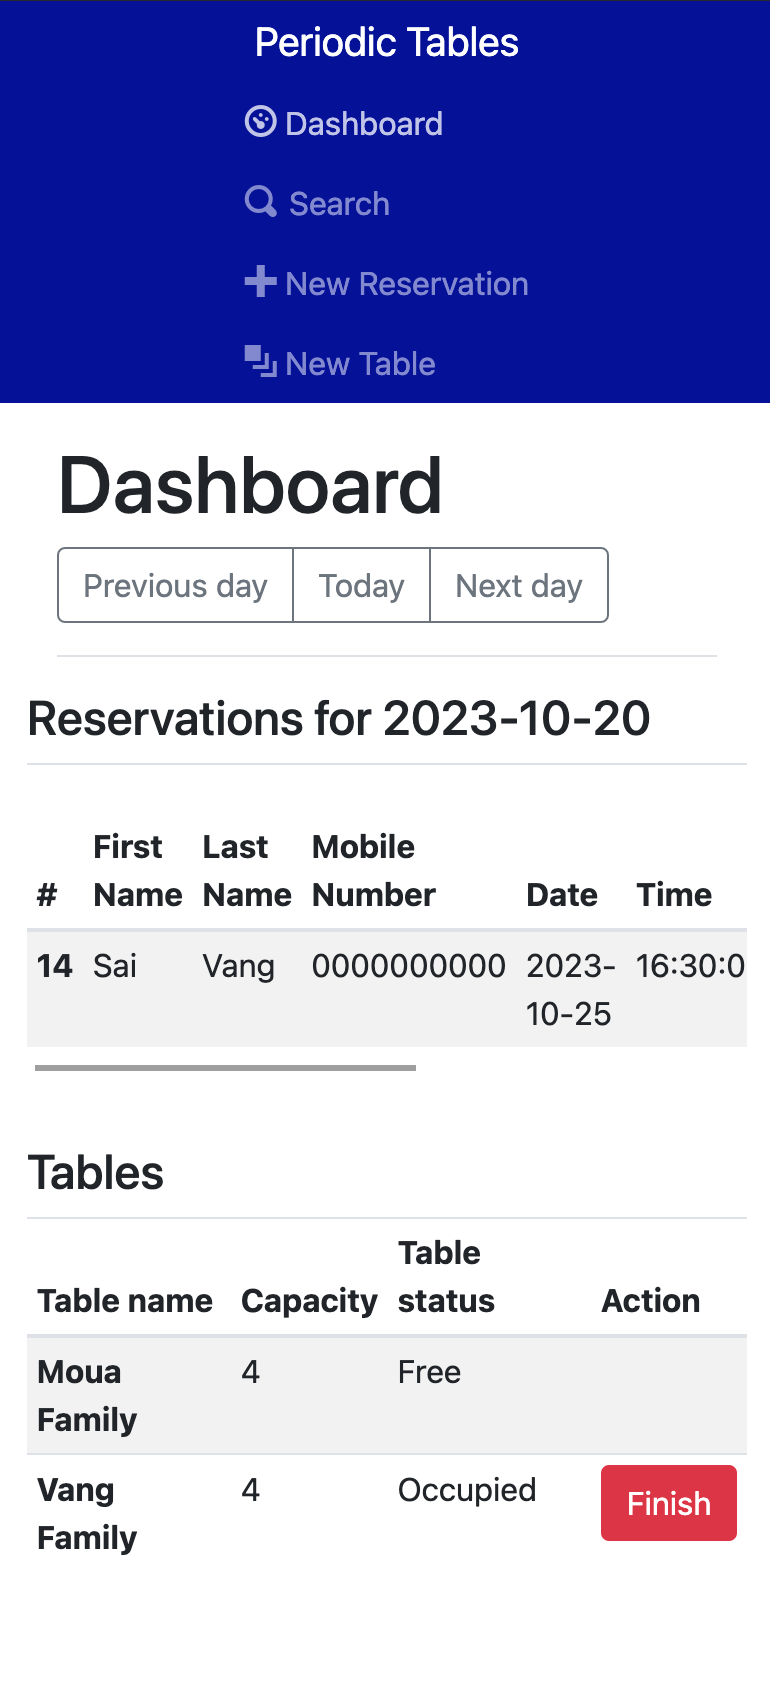 Periodic Tables
Dashboard
Search
New Reservation
New Table
Dashboard
Previous day Today Next day
Reservations for 2023-10-20
First Last Mobile
# Name Name Number Date Time
14 Sai Vang 0000000000 2023- 16:30:0
10-25
Tables
Table
Table name Capacity status Action
Moua 4 Free
Family
Vang 4 Occupied Finish
Family